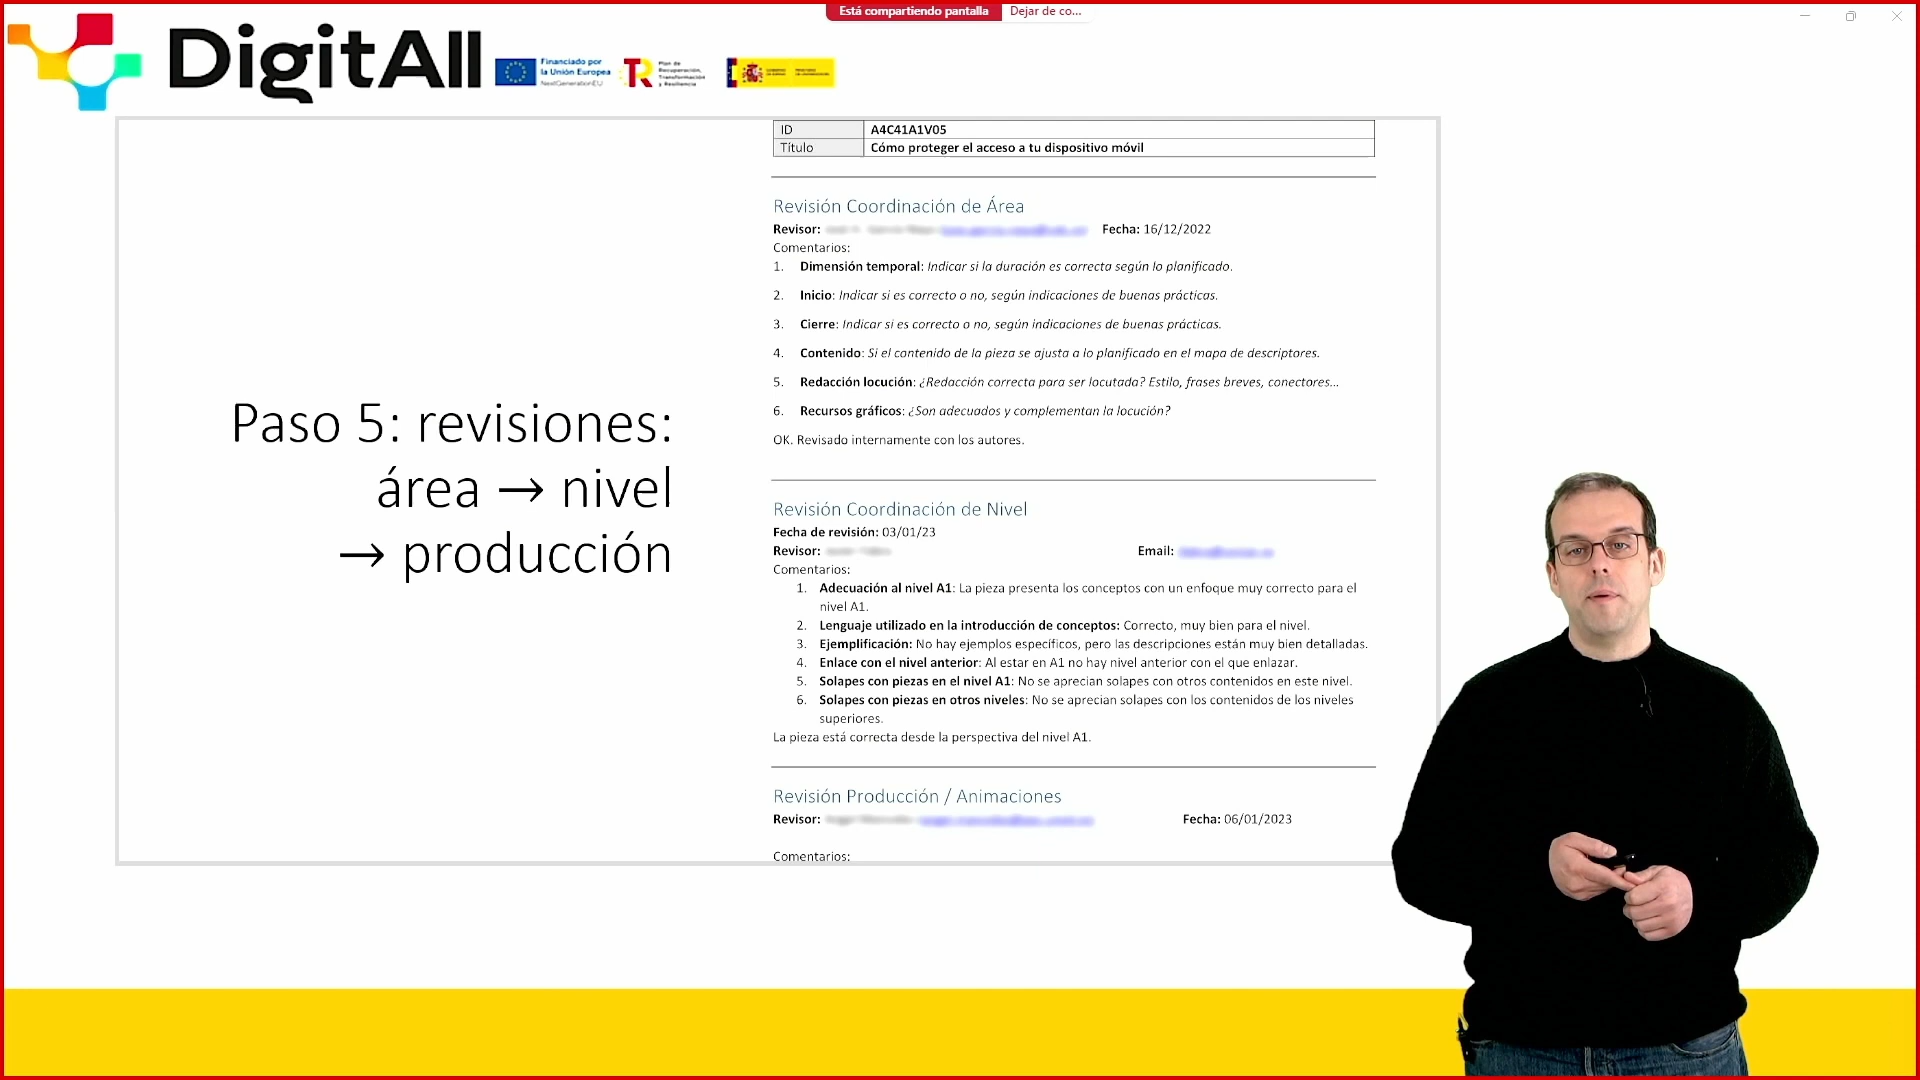 Está compartiendo pantalla
Dejar de co...
DigitAll
Financiado por
la Unión Europea
NextGenerationEU
Plan de
Recuperación,
Transformación
y Resiliencia
ID A4C41A1V05
Título Cómo proteger el acceso a tu dispositivo móvil
Paso 5: revisiones:
área → nivel
→ producción
Revisión Coordinación de Área
Revisor: Fecha: 16/12/2022
Comentarios:
1. Dimensión temporal: Indicar si la duración es correcta según lo planificado.
2. Inicio: Indicar si es correcto o no, según indicaciones de buenas prácticas.
3. Cierre: Indicar si es correcto o no, según indicaciones de buenas prácticas.
4. Contenido: Si el contenido de la pieza se ajusta a lo planificado en el mapa de descriptores.
5. Redacción locución: ¿Redacción correcta para ser locutada? Estilo, frases breves, conectores...
6. Recursos gráficos: ¿Son adecuados y complementan la locución?
OK. Revisado internamente con los autores.
Revisión Coordinación de Nivel
Fecha de revisión: 03/01/23
Revisor: Email:
Comentarios:
1. Adecuación al nivel A1: La pieza presenta los conceptos con un enfoque muy correcto para el
nivel A1.
2. Lenguaje utilizado en la introducción de conceptos: Correcto, muy bien para el nivel.
3. Ejemplificación: No hay ejemplos específicos, pero las descripciones están muy bien detalladas.
4. Enlace con el nivel anterior: Al estar en A1 no hay nivel anterior con el que enlazar.
5. Solapes con piezas en el nivel A1: No se aprecian solapes con otros contenidos en este nivel.
6. Solapes con piezas en otros niveles: No se aprecian solapes con los contenidos de los niveles
superiores.
La pieza está correcta desde la perspectiva del nivel A1.
Revisión Producción / Animaciones
Revisor: Fecha: 06/01/2023
Comentarios: